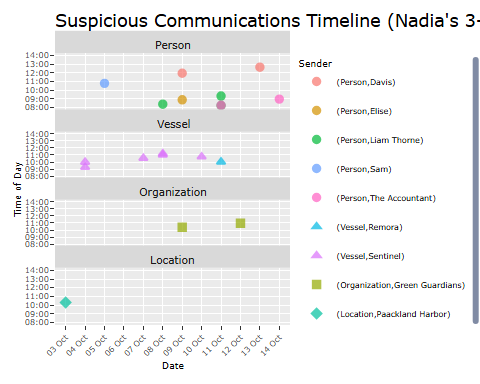 Suspicious Communications Timeline (Nadia's 3-
Person
14:00
13:00
12:00
11:00
10:00
09:00
08:00
Vessel
14:00
13:00
12:00
11:00
10:00
09:00
08:00
Organization
14:00
13:00
12:00
11:00
10:00
09:00
08:00
Location
14:00
13:00
12:00
11:00
10:00
09:00
08:00
Time of Day
03 Oct
04 Oct
05 Oct
06 Oct
07 Oct
08 Oct
09 Oct
10 Oct
11 Oct
12 Oct
13 Oct
14 Oct
Date
Sender
(Person,Davis)
(Person,Elise)
(Person,Liam Thorne)
(Person,Sam)
(Person,The Accountant)
(Vessel,Remora)
(Vessel,Sentinel)
(Organization,Green Guardians)
(Location,Paackland Harbor)